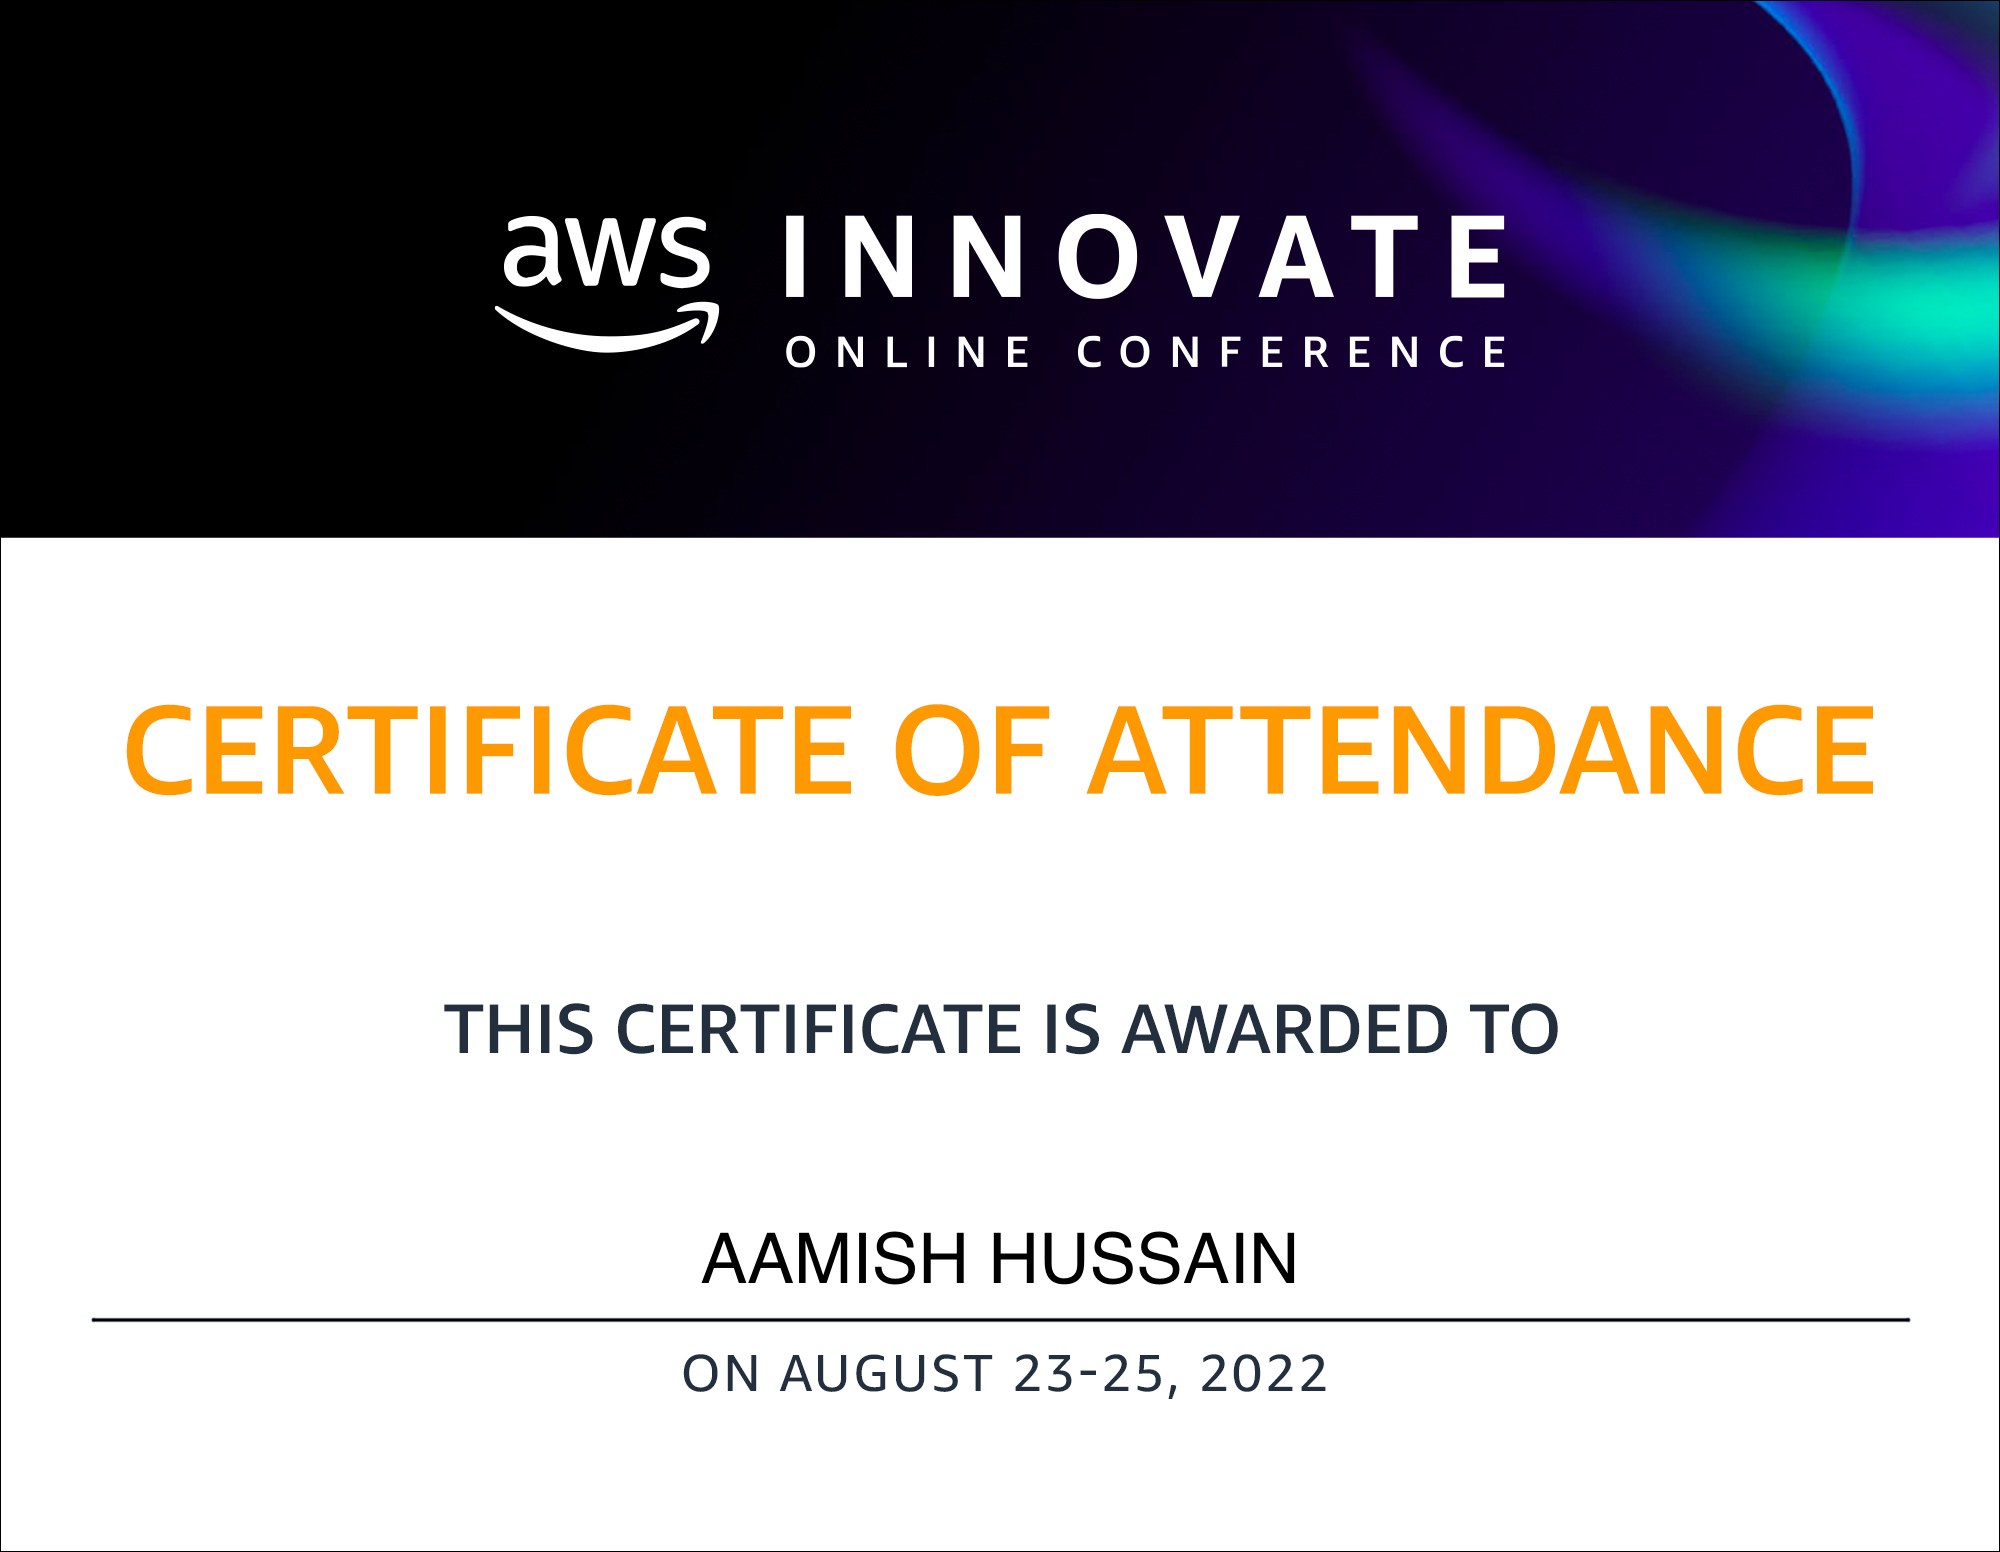 aws INNOVATE
ONLINE CONFERENCE
CERTIFICATE OF ATTENDANCE
THIS CERTIFICATE IS AWARDED TO
AAMISH HUSSAIN
ON AUGUST 23-25, 2022